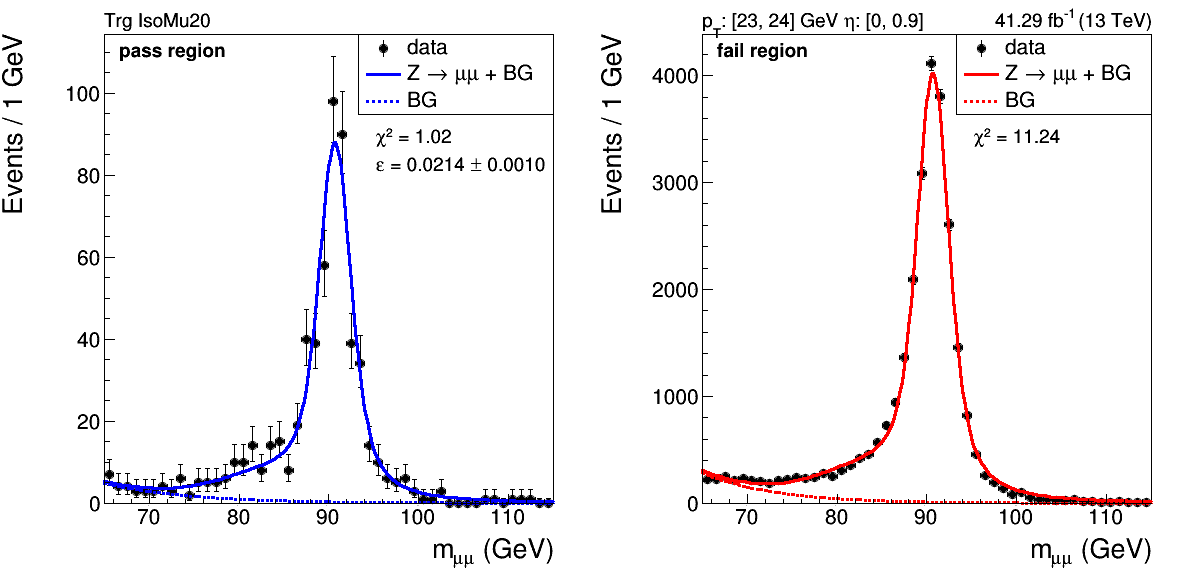 Trg IsoMu20
pass region
data
Z → μμ + BG
BG
χ² = 1.02
ε = 0.0214 ± 0.0010
Events / 1 GeV
100
80
60
40
20
0
70 80 90 100 110
mμμ (GeV)
pT: [23, 24] GeV η: [0, 0.9] 41.29 fb⁻¹ (13 TeV)
fail region
data
Z → μμ + BG
BG
χ² = 11.24
Events / 1 GeV
4000
3000
2000
1000
0
70 80 90 100 110
mμμ (GeV)